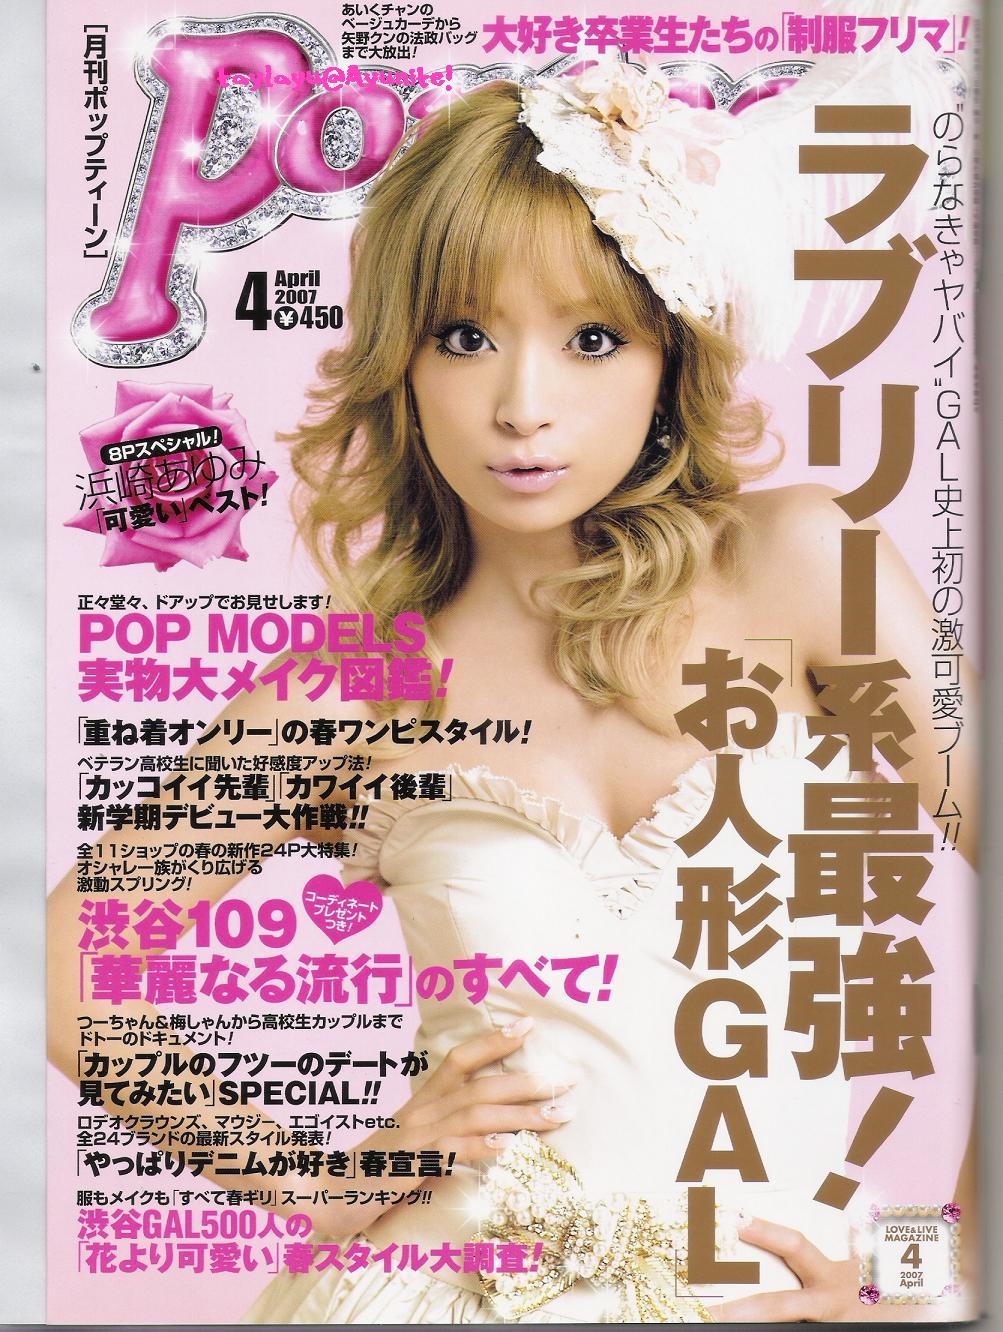 あいくチャンの
ベージュカーデから
矢野クンの法政バッグ
まで大放出!
大好き卒業生たちの「制服フリマ」!
[月刊ポップティーン]
Pop
taylayu@Ayunite!
4 April
2007
¥450
"のらなきゃヤバイ"GAL史上初の激可愛ブーム!!
ラブリー系最強!
「お人形GAL」
8Pスペシャル!
浜崎あゆみ
「可愛い」ベスト!
正々堂々、ドアップでお見せします!
POP MODELS
実物大メイク図鑑!
「重ね着オンリー」の春ワンピスタイル!
ベテラン高校生に聞いた好感度アップ法!
「カッコイイ先輩」「カワイイ後輩」
新学期デビュー大作戦!!
全11ショップの春の新作24P大特集!
オシャレー族がくり広げる
激動スプリング!
渋谷109
コーディネート
プレゼント
つき!
「華麗なる流行」のすべて!
つーちゃん&梅しゃんから高校生カップルまで
ドトーのドキュメント!
「カップルのフツーのデートが
見てみたい」SPECIAL!!
ロデオクラウンズ、マウジー、エゴイストetc.
全24ブランドの最新スタイル発表!
「やっぱりデニムが好き」春宣言!
服もメイクも「すべて春ギリ」スーパーランキング!!
渋谷GAL500人の
「花より可愛い」春スタイル大調査!
LOVE&LIVE
MAGAZINE
4
2007
April